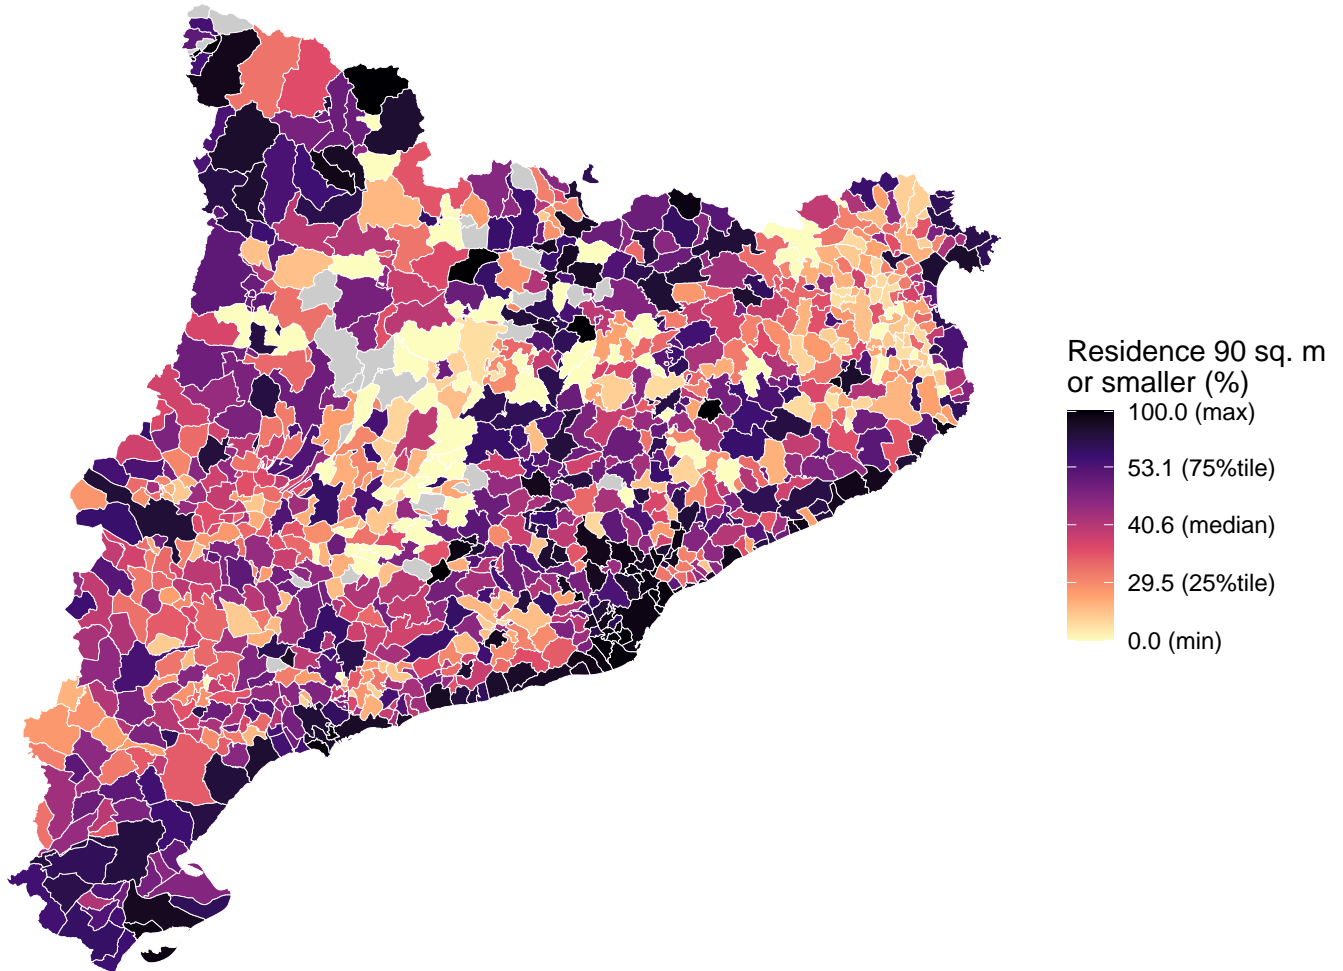 Residence 90 sq. m
or smaller (%)
100.0 (max)
53.1 (75%tile)
40.6 (median)
29.5 (25%tile)
0.0 (min)